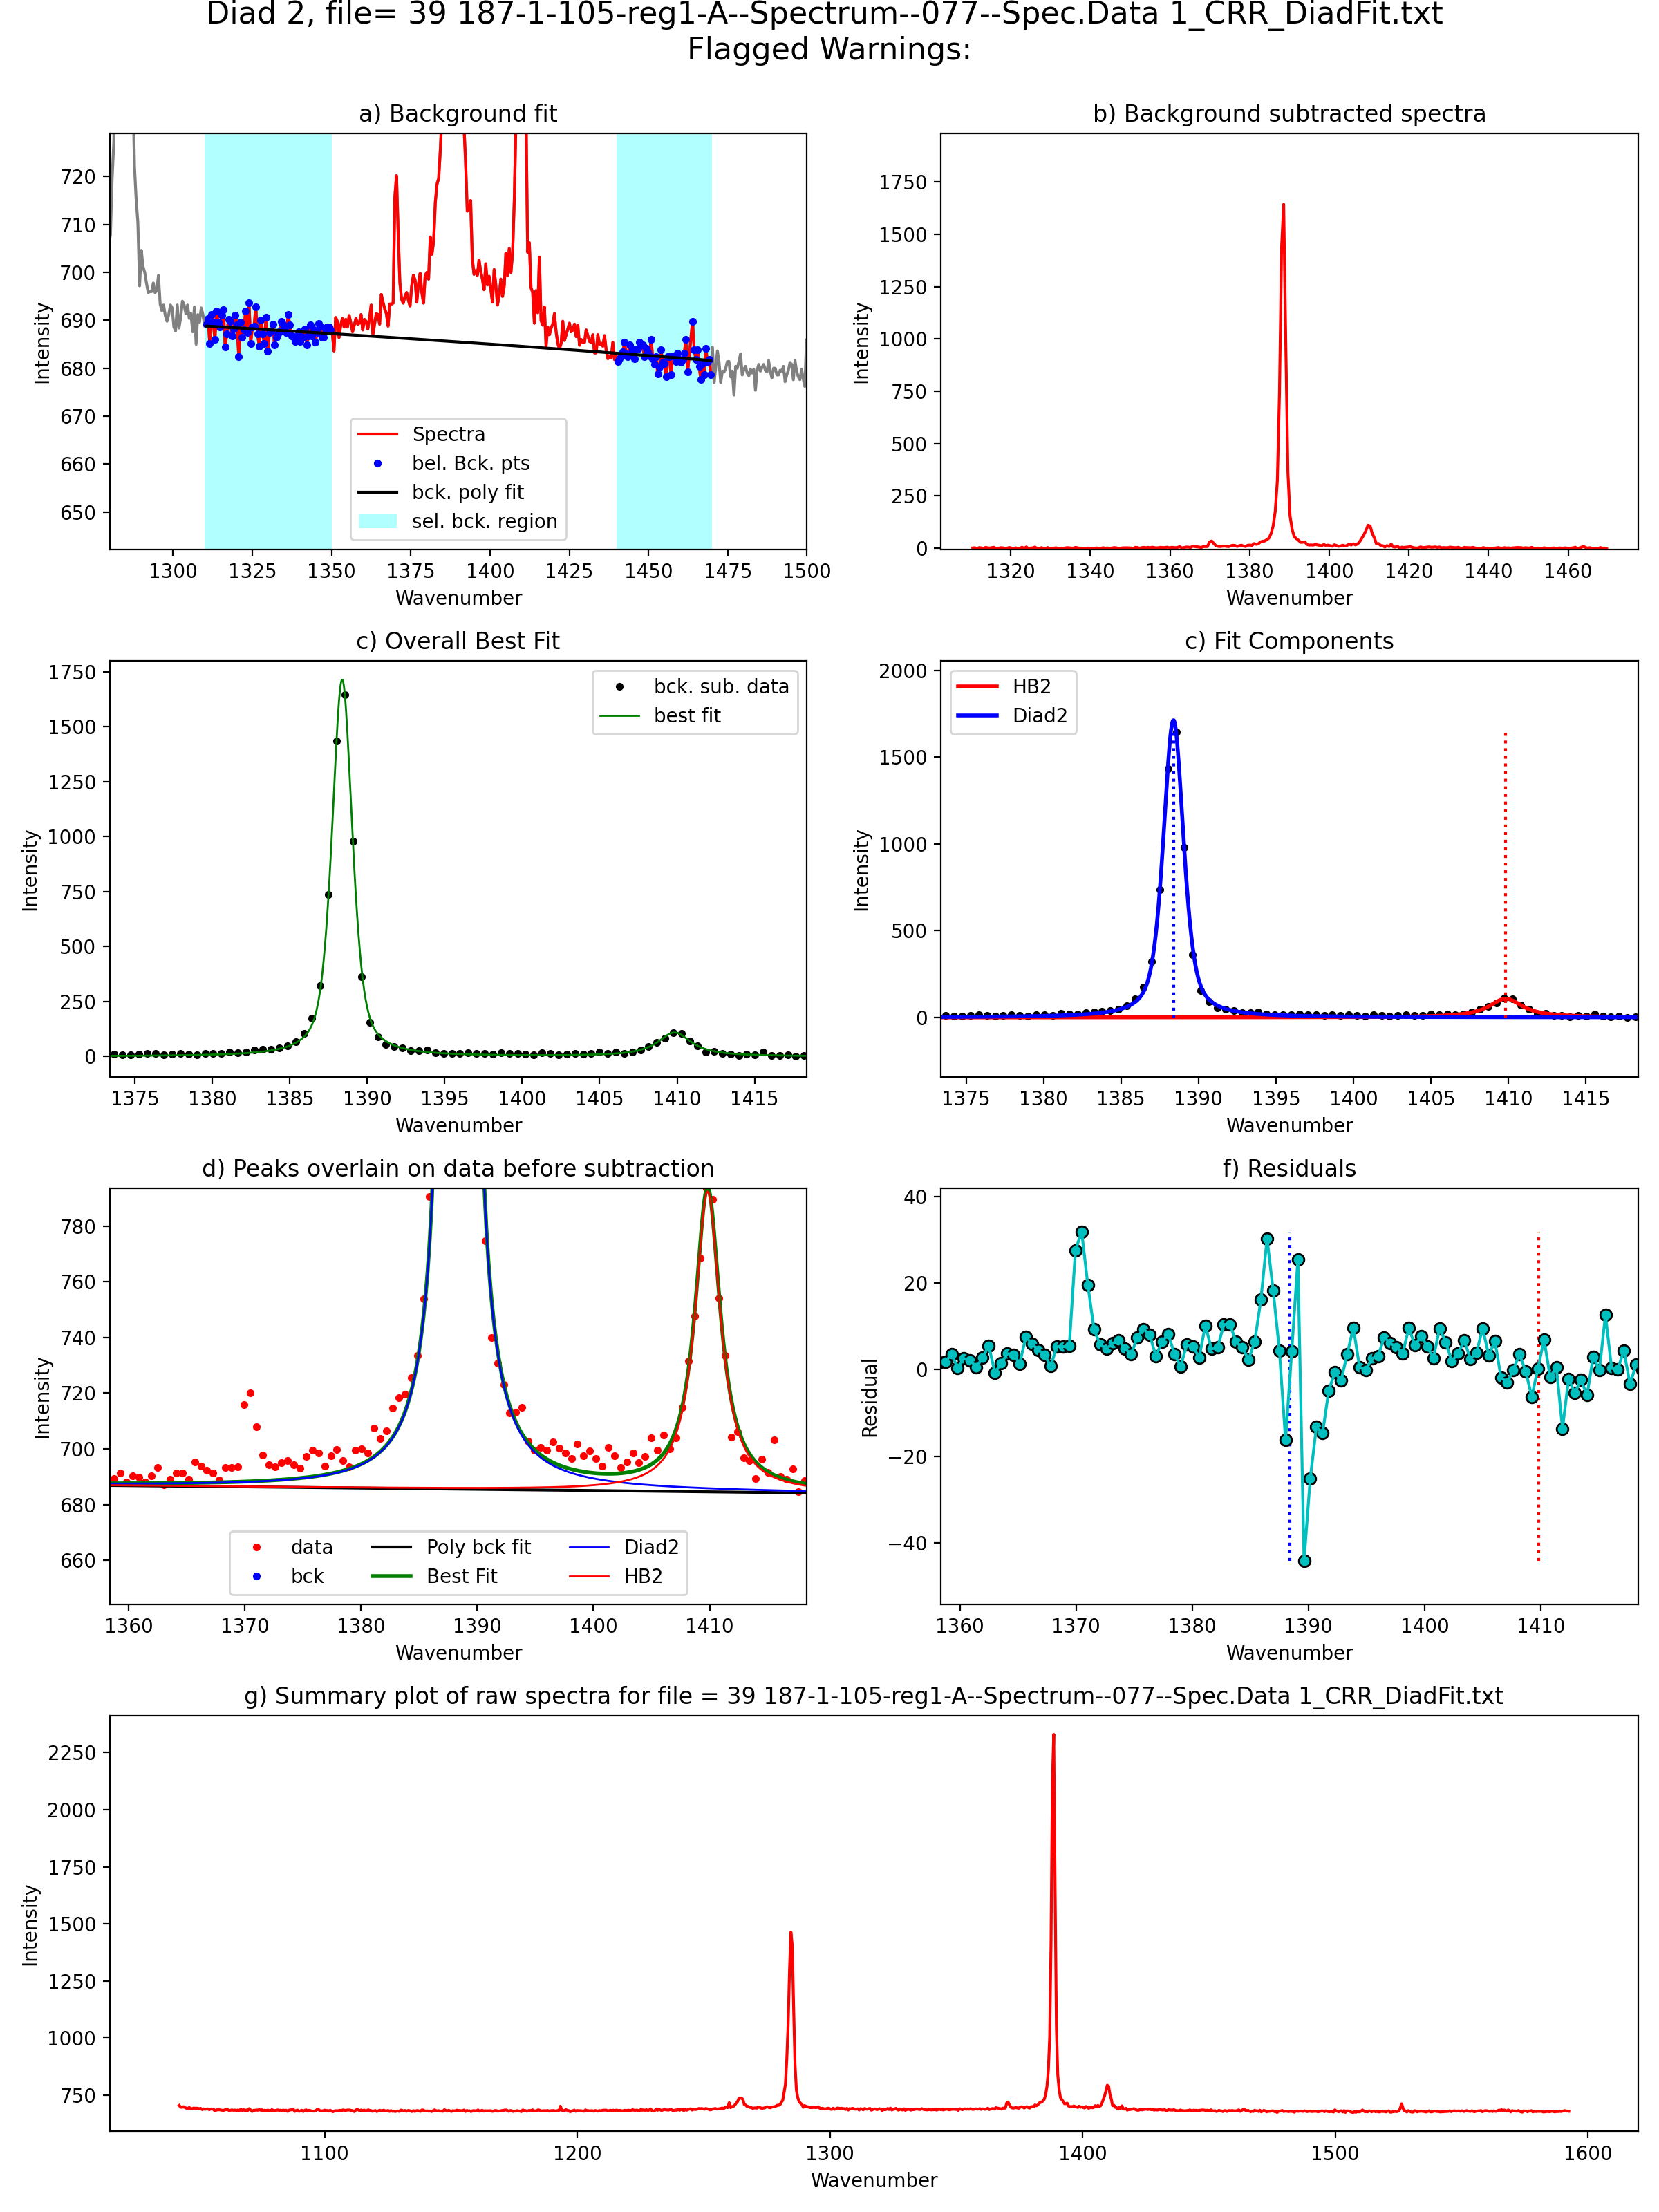 Diad 2, file= 39 187-1-105-reg1-A--Spectrum--077--Spec.Data 1_CRR_DiadFit.txt
Flagged Warnings:
a) Background fit
720
710
700
690
680
670
660
650
Intensity
Spectra
bel. Bck. pts
bck. poly fit
sel. bck. region
1300 1325 1350 1375 1400 1425 1450 1475 1500
Wavenumber
b) Background subtracted spectra
1750
1500
1250
1000
750
500
250
0
Intensity
1320 1340 1360 1380 1400 1420 1440 1460
Wavenumber
c) Overall Best Fit
1750
1500
1250
1000
750
500
250
0
Intensity
bck. sub. data
best fit
1375 1380 1385 1390 1395 1400 1405 1410 1415
Wavenumber
c) Fit Components
2000
1500
1000
500
0
Intensity
HB2
Diad2
1375 1380 1385 1390 1395 1400 1405 1410 1415
Wavenumber
d) Peaks overlain on data before subtraction
780
760
740
720
700
680
660
Intensity
data
bck
Poly bck fit
Best Fit
Diad2
HB2
1360 1370 1380 1390 1400 1410
Wavenumber
f) Residuals
40
20
0
−20
−40
Residual
1360 1370 1380 1390 1400 1410
Wavenumber
g) Summary plot of raw spectra for file = 39 187-1-105-reg1-A--Spectrum--077--Spec.Data 1_CRR_DiadFit.txt
2250
2000
1750
1500
1250
1000
750
Intensity
1100 1200 1300 1400 1500 1600
Wavenumber